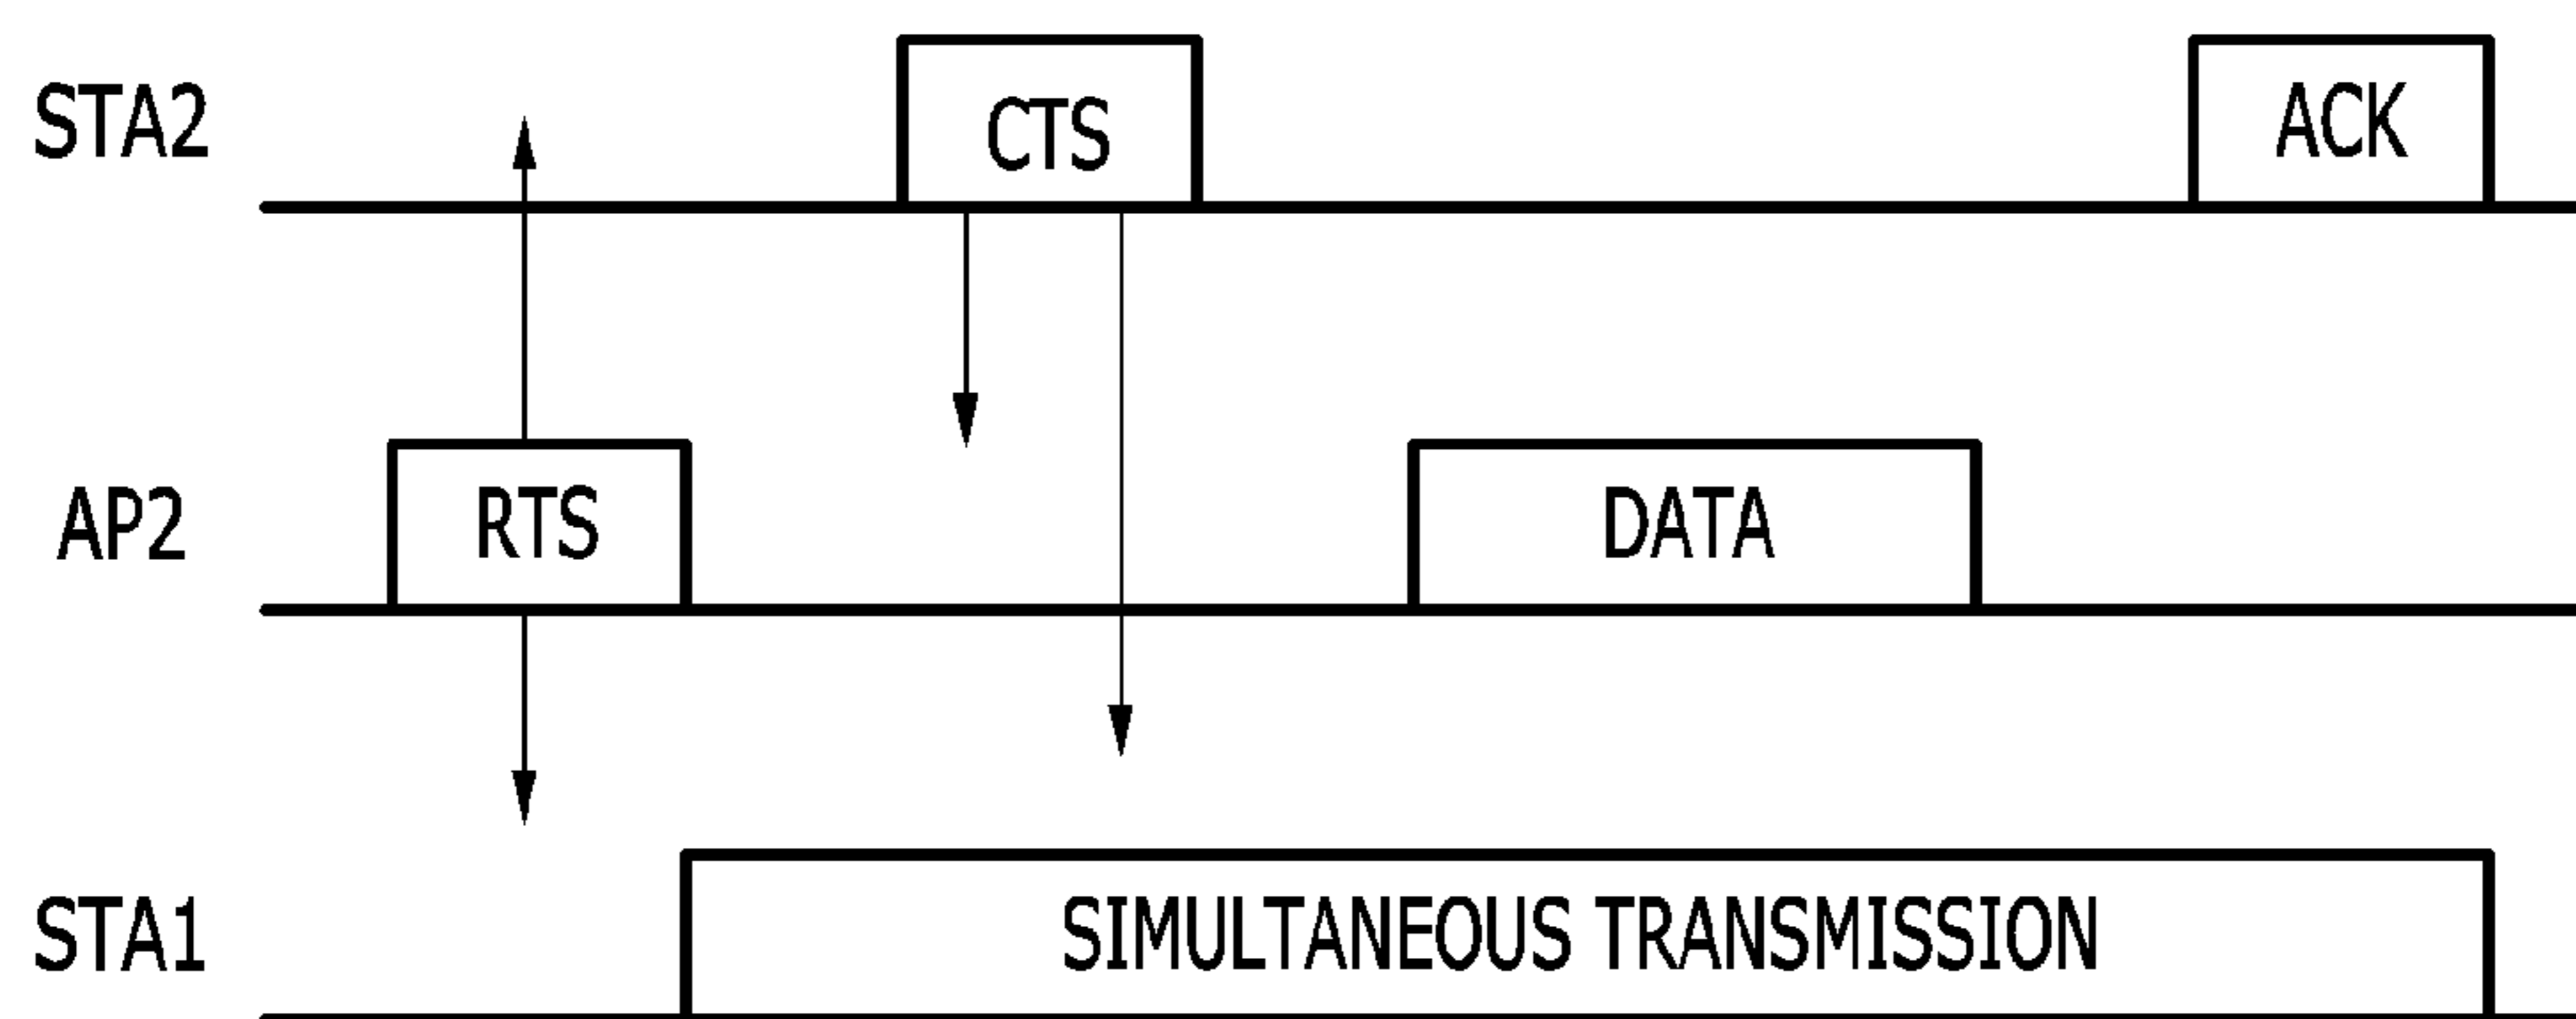 STA2
CTS
ACK
AP2
RTS
DATA
STA1
SIMULTANEOUS TRANSMISSION